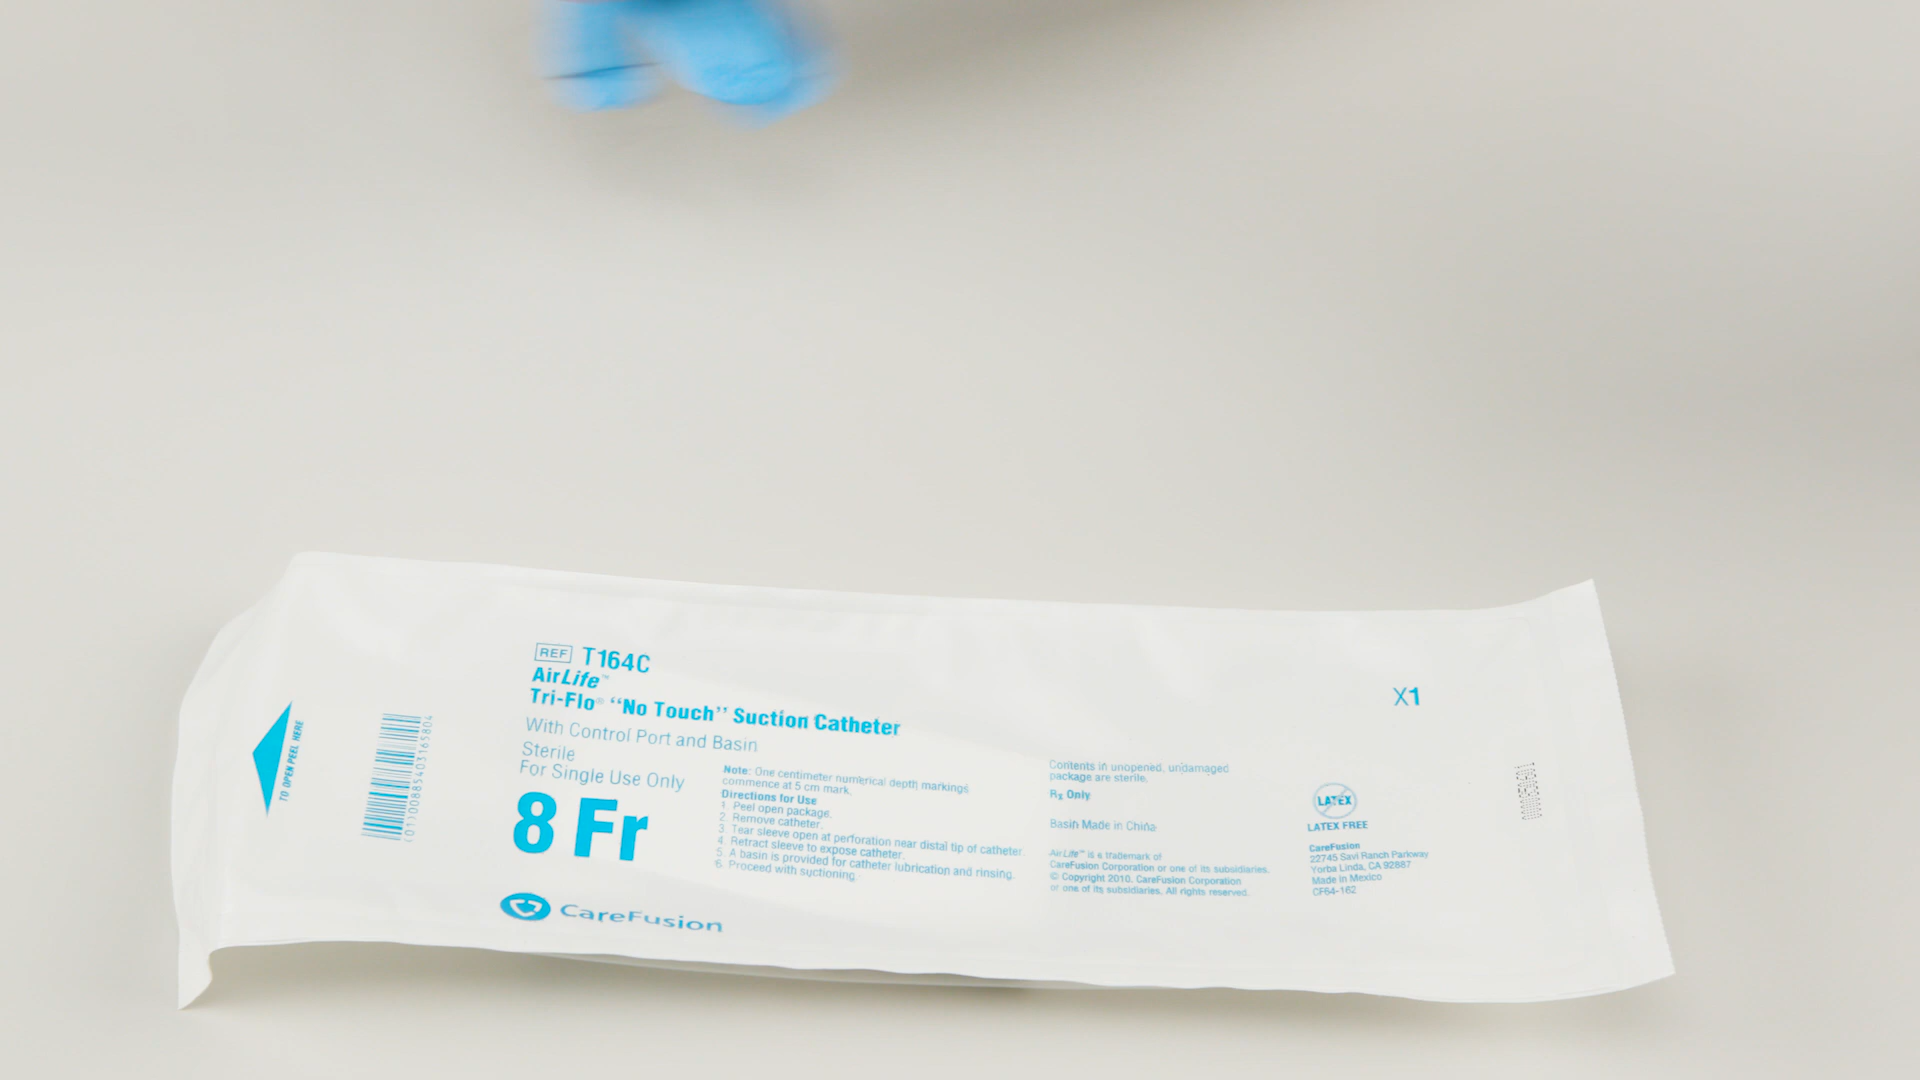 TO OPEN PEEL HERE
(01)00885403165804
REF T164C
AirLife™
Tri-Flo® “No Touch” Suction Catheter
With Control Port and Basin
Sterile
For Single Use Only
8 Fr
CareFusion
Note: One centimeter numerical depth markings
commence at 5 cm mark.
Directions for Use
1. Peel open package.
2. Remove catheter.
3. Tear sleeve open at perforation near distal tip of catheter.
4. Retract sleeve to expose catheter.
5. A basin is provided for catheter lubrication and rinsing.
6. Proceed with suctioning.
Contents in unopened, undamaged
package are sterile.
Rx Only
Basin Made in China
AirLife™ is a trademark of
CareFusion Corporation or one of its subsidiaries.
© Copyright 2010, CareFusion Corporation
or one of its subsidiaries. All rights reserved.
X1
LATEX
LATEX FREE
CareFusion
22745 Savi Ranch Parkway
Yorba Linda, CA 92887
Made in Mexico
CF64-162